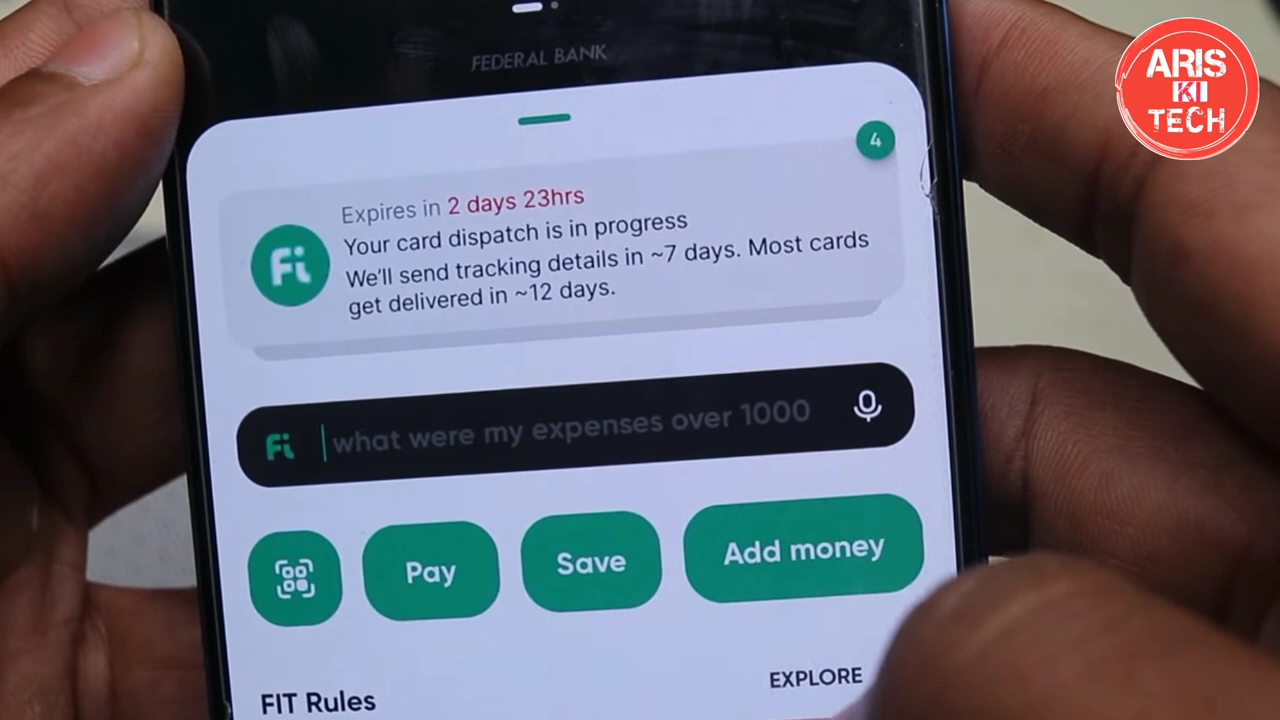 FEDERAL BANK
ARIS
KI
TECH
4
Expires in 2 days 23hrs
Your card dispatch is in progress
We'll send tracking details in ~7 days. Most cards
get delivered in ~12 days.
Fi
Fi what were my expenses over 1000
Pay
Save
Add money
FIT Rules
EXPLORE